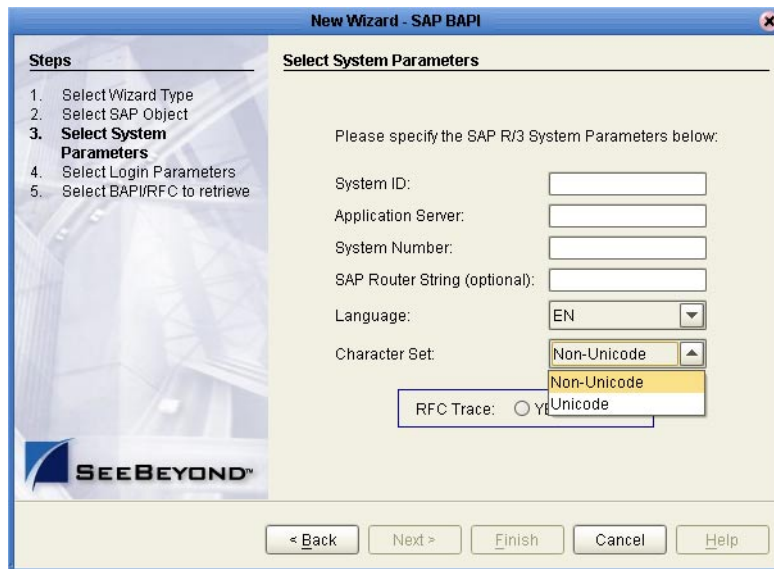 New Wizard - SAP BAPI
Steps
1. Select Wizard Type
2. Select SAP Object
3. Select System
Parameters
4. Select Login Parameters
5. Select BAPI/RFC to retrieve
SEEBEYOND™
Select System Parameters
Please specify the SAP R/3 System Parameters below:
System ID:
Application Server:
System Number:
SAP Router String (optional):
Language: EN
Character Set: Non-Unicode
Non-Unicode
Unicode
RFC Trace:
< Back Next > Finish Cancel Help